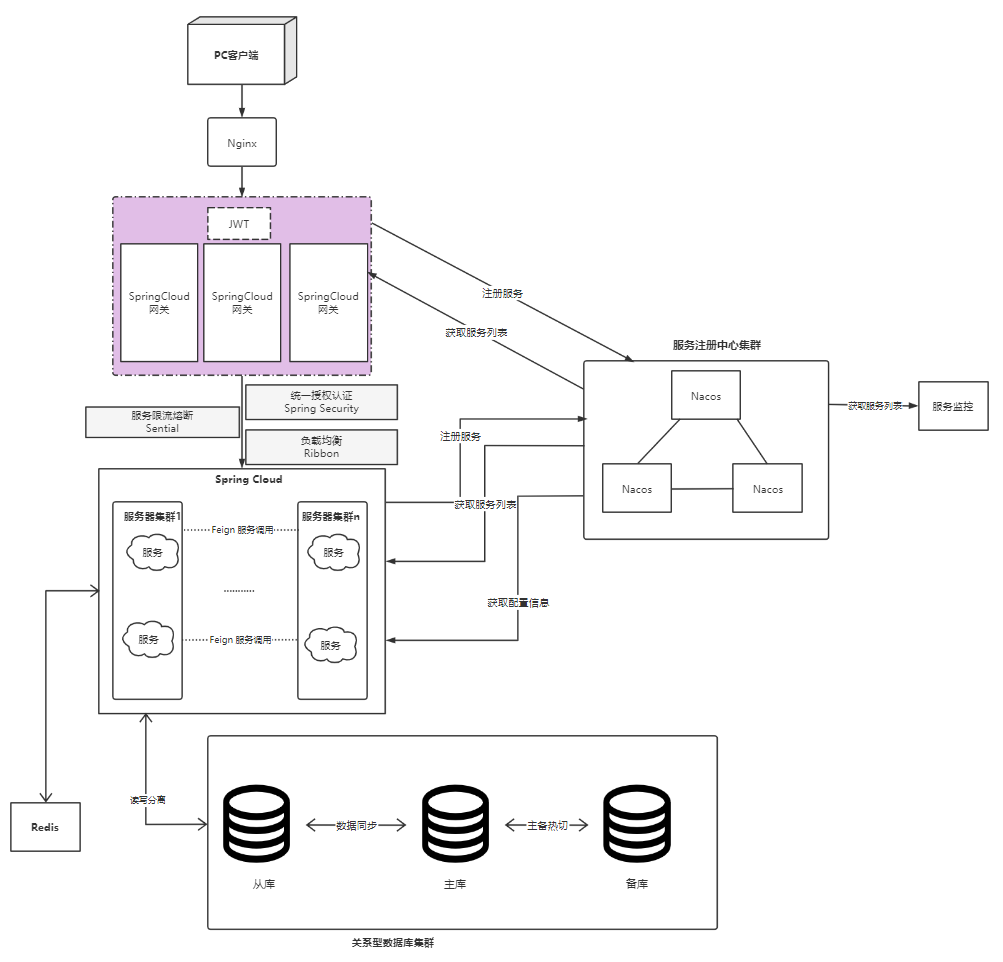 PC客户端
Nginx
JWT
SpringCloud
网关
SpringCloud
网关
SpringCloud
网关
注册服务
获取服务列表
服务注册中心集群
Nacos
Nacos
Nacos
获取服务列表
服务监控
统一授权认证
Spring Security
服务限流熔断
Sential
负载均衡
Ribbon
注册服务
获取服务列表
获取配置信息
Spring Cloud
服务器集群1
服务器集群n
Feign 服务调用
服务
服务
...........
服务
Feign 服务调用
服务
读写分离
Redis
数据同步
主备热切
从库
主库
备库
关系型数据库集群